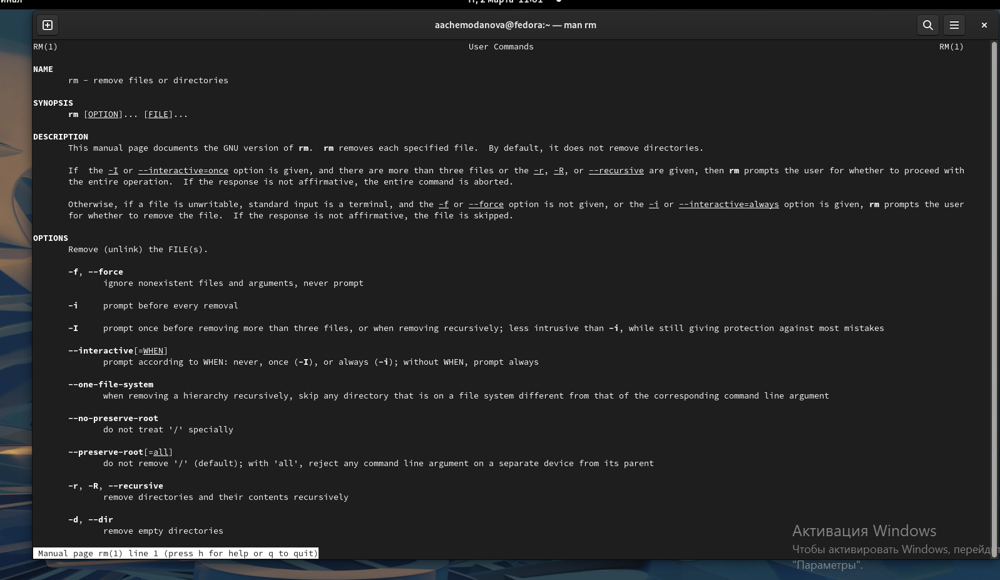 2 марта 11:01
aachemodanova@fedora:~ — man rm
RM(1) User Commands RM(1)
NAME
rm - remove files or directories
SYNOPSIS
rm [OPTION]... [FILE]...
DESCRIPTION
This manual page documents the GNU version of rm. rm removes each specified file. By default, it does not remove directories.
If the -I or --interactive=once option is given, and there are more than three files or the -r, -R, or --recursive are given, then rm prompts the user for whether to proceed with
the entire operation. If the response is not affirmative, the entire command is aborted.
Otherwise, if a file is unwritable, standard input is a terminal, and the -f or --force option is not given, or the -i or --interactive=always option is given, rm prompts the user
for whether to remove the file. If the response is not affirmative, the file is skipped.
OPTIONS
Remove (unlink) the FILE(s).
-f, --force
ignore nonexistent files and arguments, never prompt
-i prompt before every removal
-I prompt once before removing more than three files, or when removing recursively; less intrusive than -i, while still giving protection against most mistakes
--interactive[=WHEN]
prompt according to WHEN: never, once (-I), or always (-i); without WHEN, prompt always
--one-file-system
when removing a hierarchy recursively, skip any directory that is on a file system different from that of the corresponding command line argument
--no-preserve-root
do not treat '/' specially
--preserve-root[=all]
do not remove '/' (default); with 'all', reject any command line argument on a separate device from its parent
-r, -R, --recursive
remove directories and their contents recursively
-d, --dir
remove empty directories
Manual page rm(1) line 1 (press h for help or q to quit)
Активация Windows
Чтобы активировать Windows,
"Параметры".